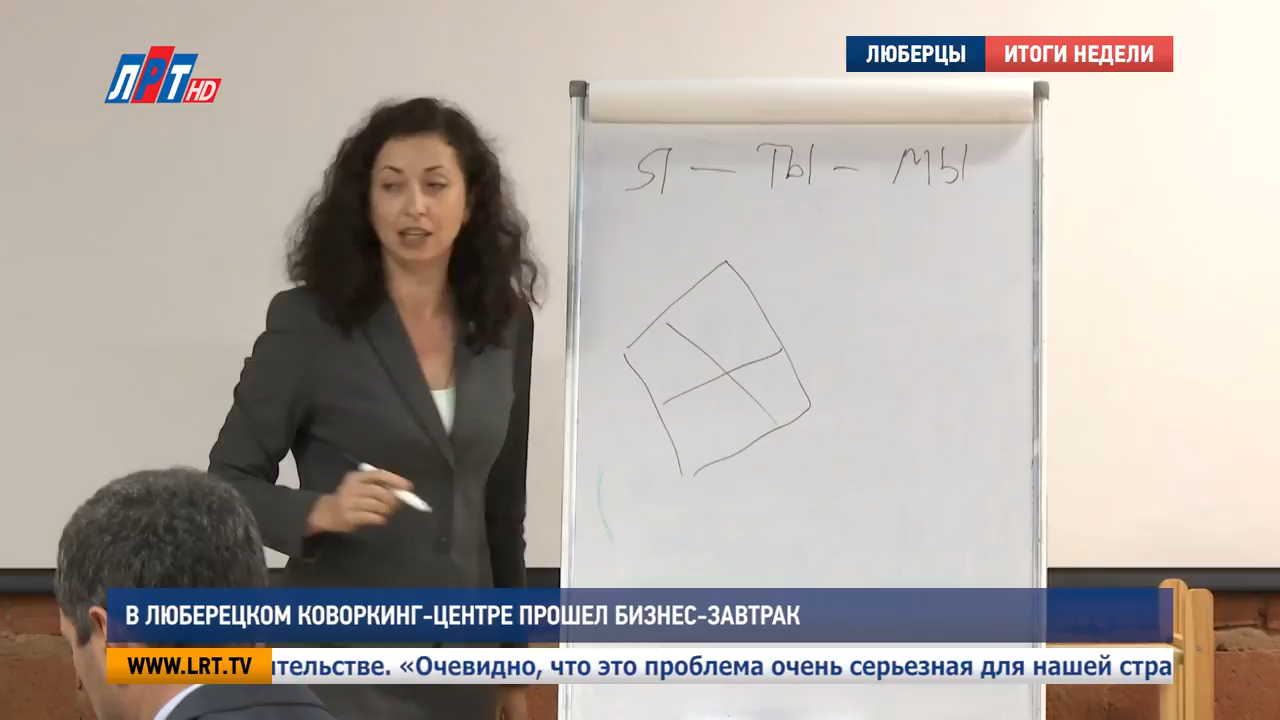 ЛРТ HD
ЛЮБЕРЦЫ ИТОГИ НЕДЕЛИ
Я — ТЫ — МЫ
В ЛЮБЕРЕЦКОМ КОВОРКИНГ-ЦЕНТРЕ ПРОШЕЛ БИЗНЕС-ЗАВТРАК
WWW.LRT.TV ительстве. «Очевидно, что это проблема очень серьезная для нашей стра